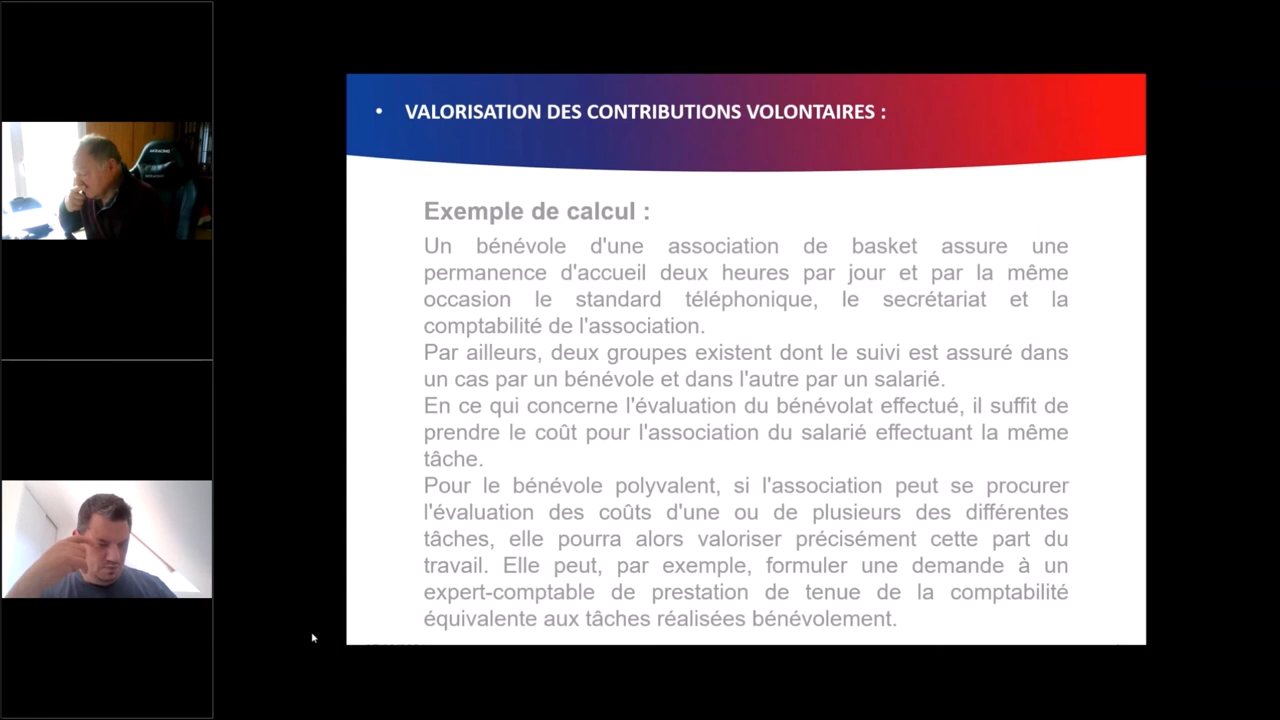 • VALORISATION DES CONTRIBUTIONS VOLONTAIRES :
Exemple de calcul :
Un bénévole d'une association de basket assure une
permanence d'accueil deux heures par jour et par la même
occasion le standard téléphonique, le secrétariat et la
comptabilité de l'association.
Par ailleurs, deux groupes existent dont le suivi est assuré dans
un cas par un bénévole et dans l'autre par un salarié.
En ce qui concerne l'évaluation du bénévolat effectué, il suffit de
prendre le coût pour l'association du salarié effectuant la même
tâche.
Pour le bénévole polyvalent, si l'association peut se procurer
l'évaluation des coûts d'une ou de plusieurs des différentes
tâches, elle pourra alors valoriser précisément cette part du
travail. Elle peut, par exemple, formuler une demande à un
expert-comptable de prestation de tenue de la comptabilité
équivalente aux tâches réalisées bénévolement.